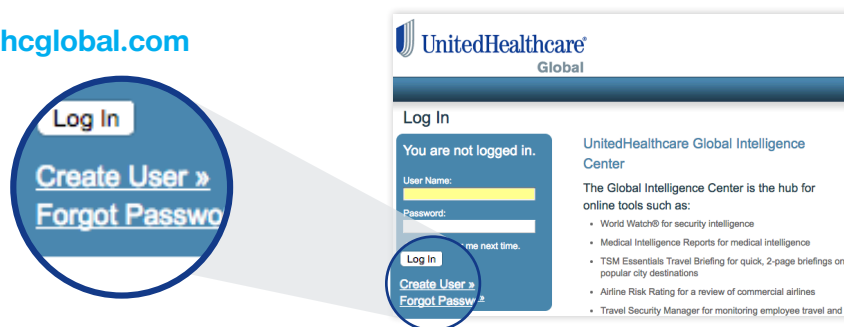 hcglobal.com
Log In
Create User »
Forgot Passwo
UnitedHealthcare®
Global
Log In
You are not logged in.
User Name:
Password:
me next time.
Log In
Create User »
Forgot Passw »
UnitedHealthcare Global Intelligence
Center
The Global Intelligence Center is the hub for
online tools such as:
• World Watch® for security intelligence
• Medical Intelligence Reports for medical intelligence
• TSM Essentials Travel Briefing for quick, 2-page briefings on
popular city destinations
• Airline Risk Rating for a review of commercial airlines
• Travel Security Manager for monitoring employee travel and